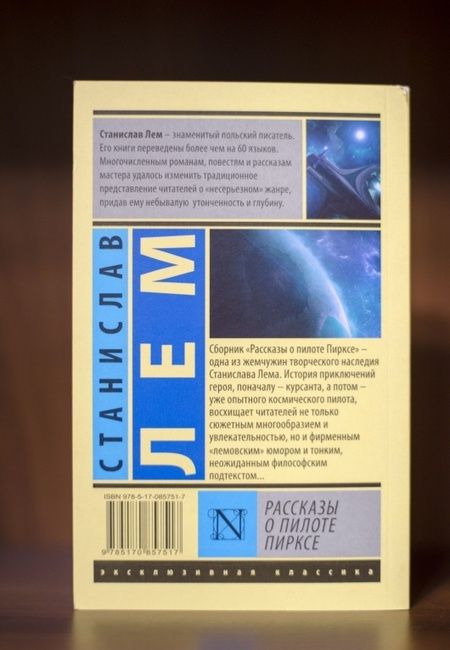 Станислав Лем – знаменитый польский писатель.
Его книги переведены более чем на 60 языков.
Многочисленным романам, повестям и рассказам
мастера удалось изменить традиционное
представление читателей о «несерьезном» жанре,
придав ему небывалую утонченность и глубину.
СТАНИСЛАВ
ЛЕМ
Сборник «Рассказы о пилоте Пирксе» –
одна из жемчужин творческого наследия
Станислава Лема. История приключений
героя, поначалу – курсанта, а потом –
уже опытного космического пилота,
восхищает читателей не только
сюжетным многообразием и
увлекательностью, но и фирменным
«лемовским» юмором и тонким,
неожиданным философским
подтекстом...
ISBN 978-5-17-085751-7
9 785170 857517
N
РАССКАЗЫ
О ПИЛОТЕ
ПИРКСЕ
эксклюзивная классика